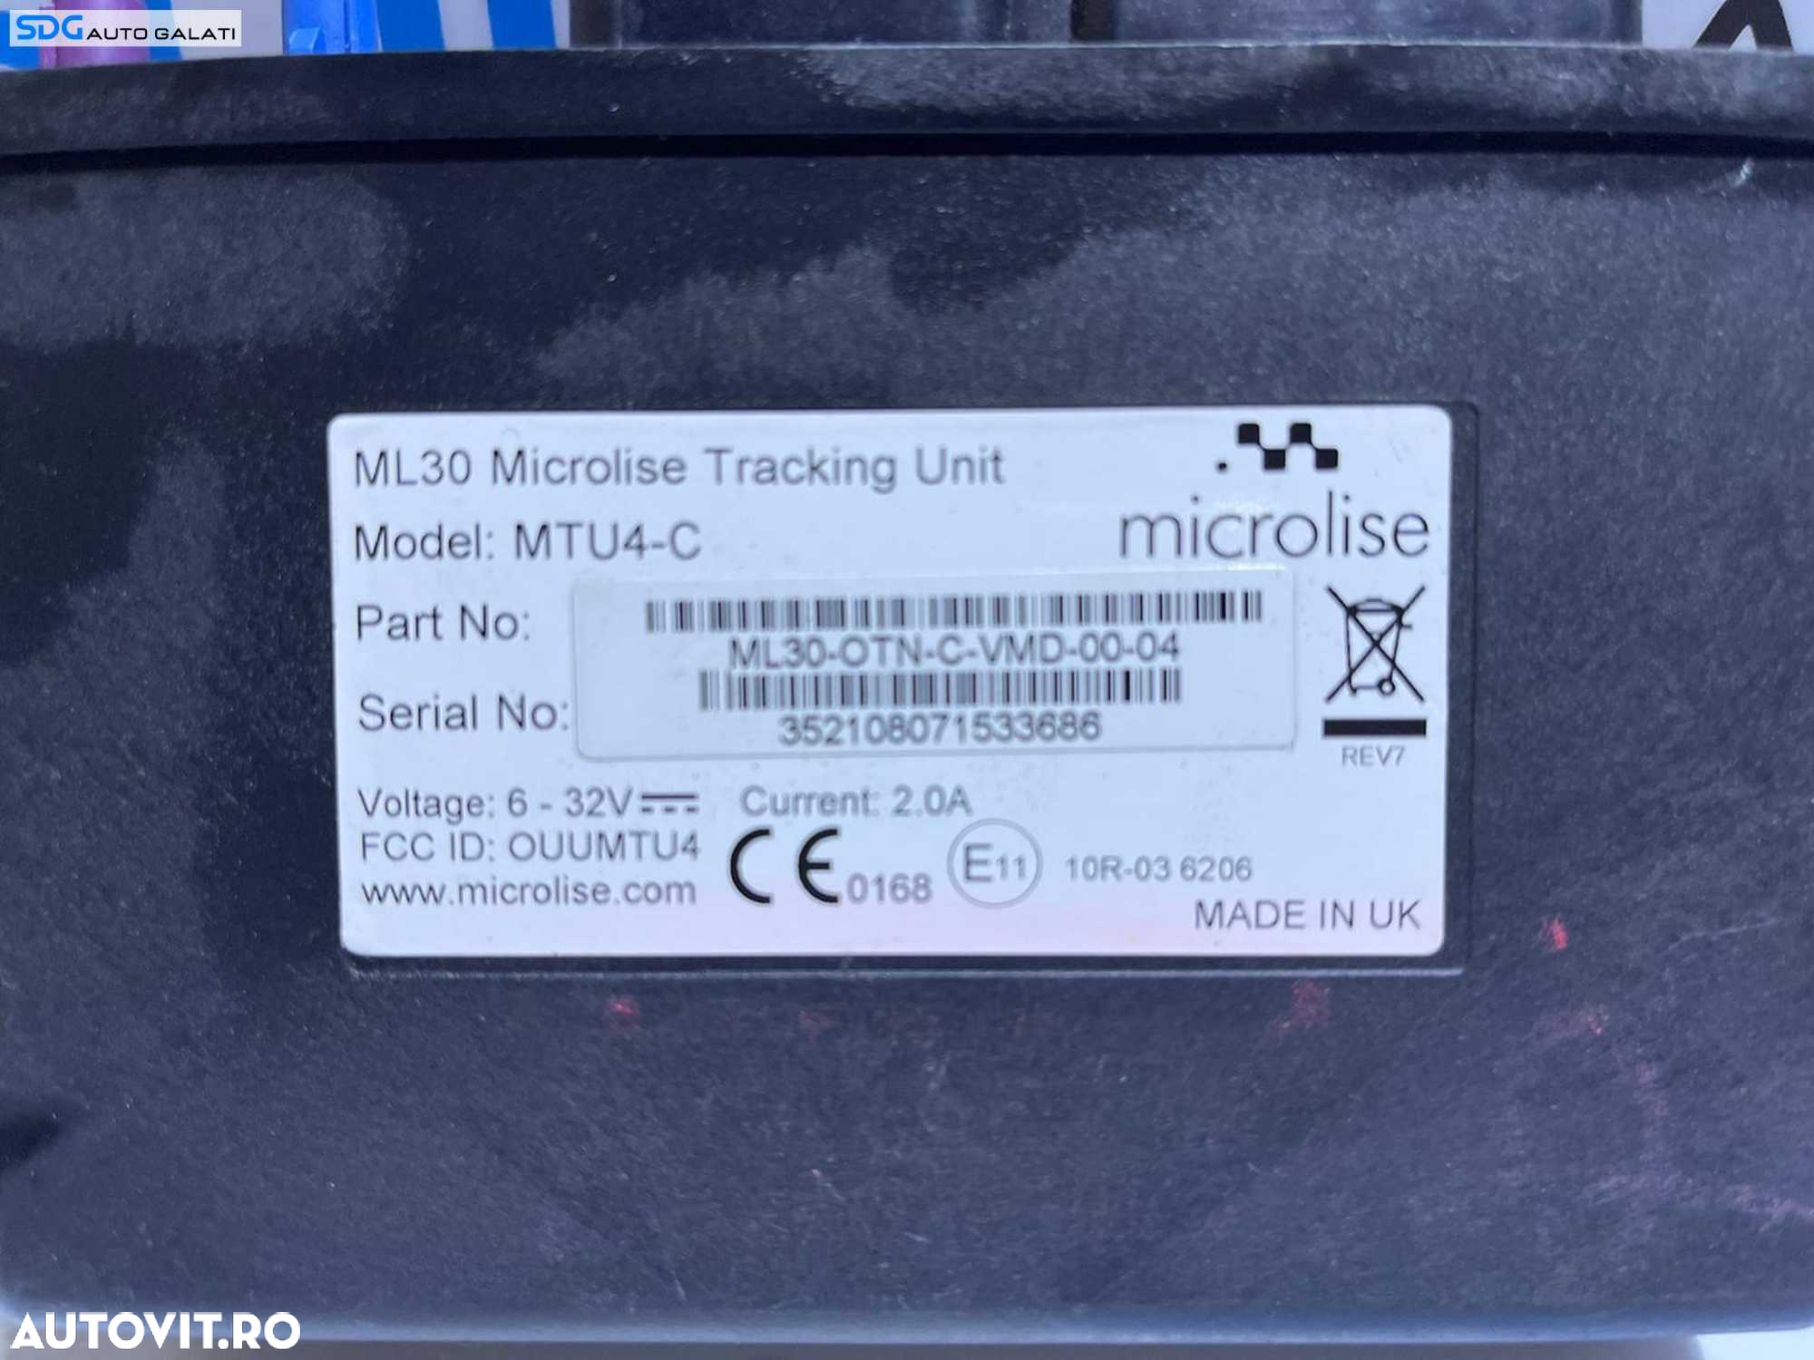 SDG AUTO GALATI
ML30 Microlise Tracking Unit
microlise
Model: MTU4-C
Part No:
ML30-OTN-C-VMD-00-04
Serial No:
352108071533686
REV7
Voltage: 6 - 32V
Current: 2.0A
FCC ID: OUUMTU4
www.microlise.com
CE 0168
E11
10R-03 6206
MADE IN UK
AUTOVIT.RO